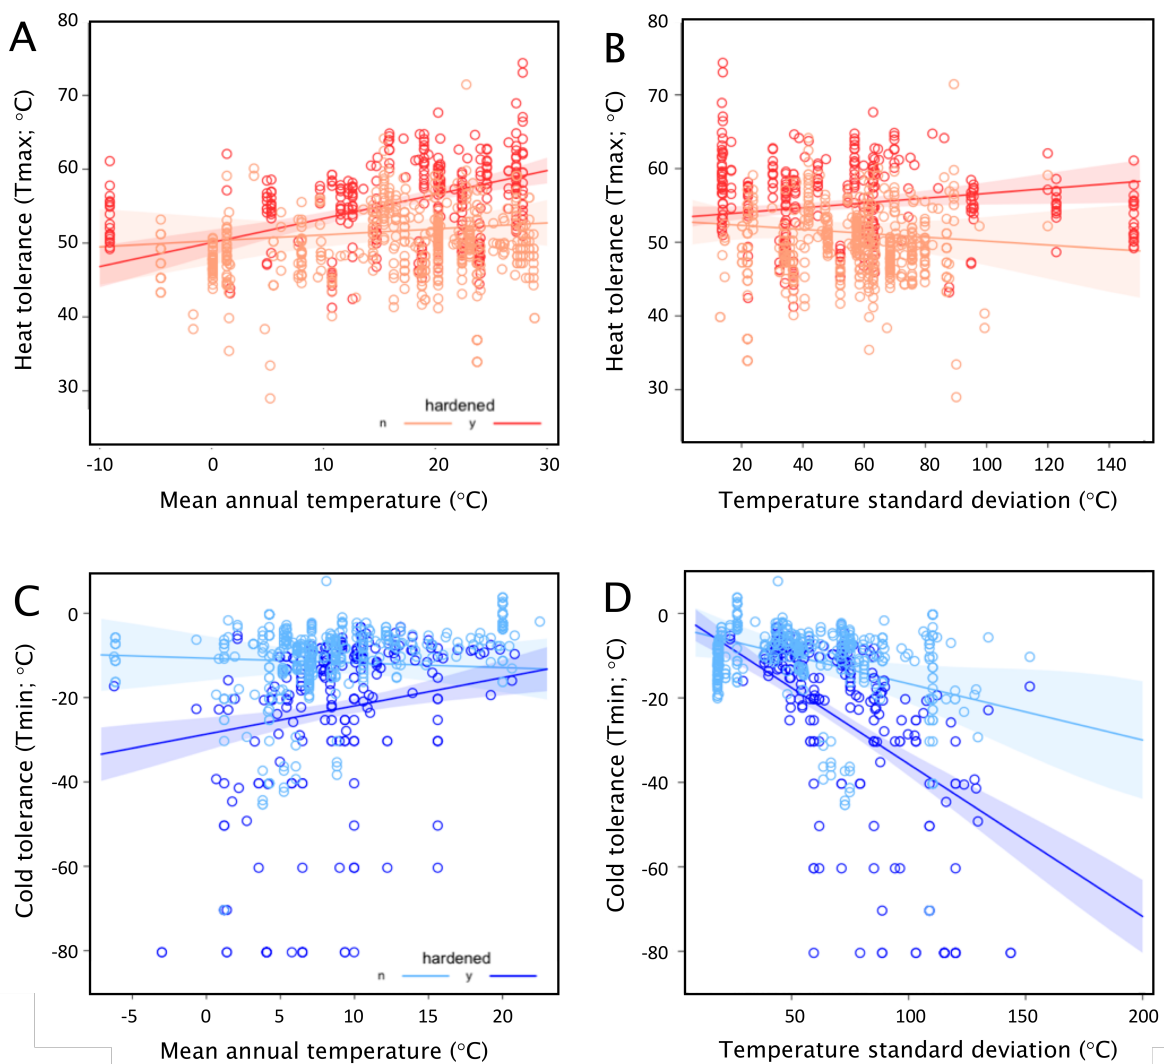 A
80
70
60
50
40
30
Heat tolerance (Tmax; °C)
-10 0 10 20 30
Mean annual temperature (°C)
hardened
n y
B
80
70
60
50
40
30
Heat tolerance (Tmax; °C)
20 40 60 80 100 120 140
Temperature standard deviation (°C)
C
0
-20
-40
-60
-80
Cold tolerance (Tmin; °C)
-5 0 5 10 15 20
Mean annual temperature (°C)
hardened
n y
D
0
-20
-40
-60
-80
Cold tolerance (Tmin; °C)
50 100 150 200
Temperature standard deviation (°C)